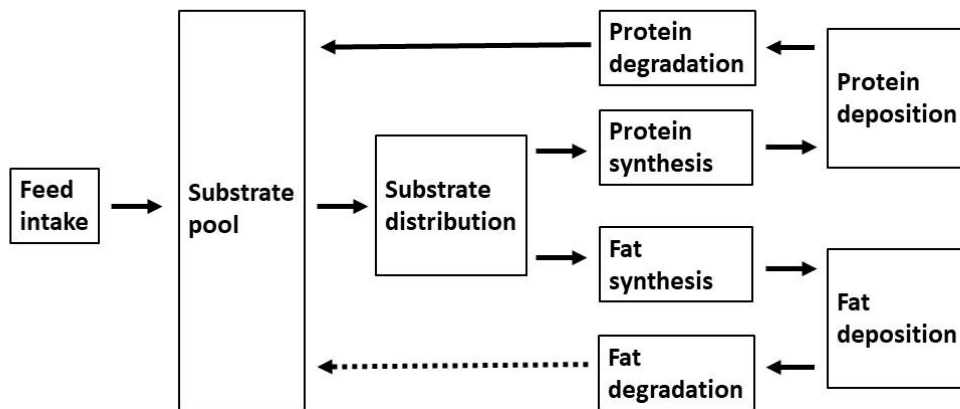 Feed
intake
Substrate
pool
Substrate
distribution
Protein
degradation
Protein
synthesis
Fat
synthesis
Fat
degradation
Protein
deposition
Fat
deposition